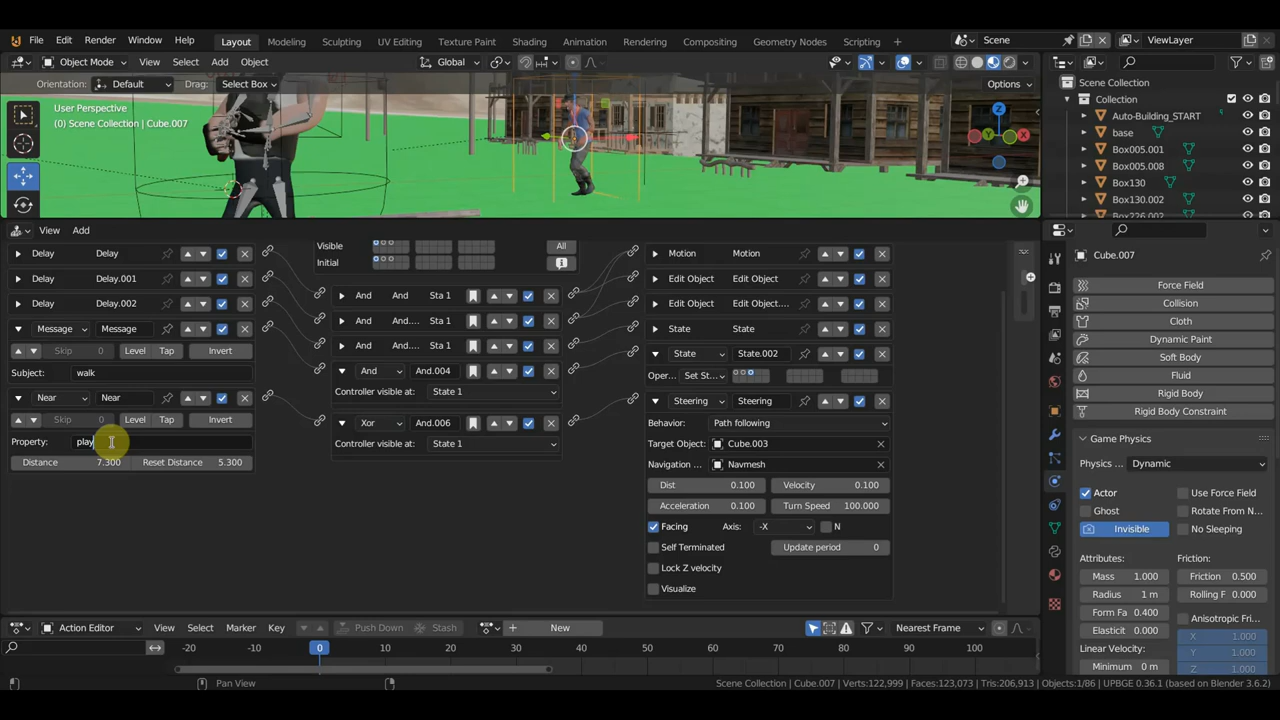 File Edit Render Window Help Layout Modeling Sculpting UV Editing Texture Paint Shading Animation Rendering Compositing Geometry Nodes Scripting + Scene ViewLayer
Object Mode View Select Add Object Global
Orientation: Default Drag: Select Box Options
User Perspective
(0) Scene Collection | Cube.007
X
Y
Z
Scene Collection
Collection
Auto-Building_START
base
Box005.001
Box005.008
Box130
Box130.002
Box226.002
View Add
Delay Delay
Delay Delay.001
Delay Delay.002
Message Message
Skip 0 Level Tap Invert
Subject: walk
Near Near
Skip 0 Level Tap Invert
Property: play
Distance 7.300 Reset Distance 5.300
Visible All
Initial
And And Sta 1
And And.... Sta 1
And And.... Sta 1
And And.004
Controller visible at: State 1
Xor And.006
Controller visible at: State 1
Motion Motion
Edit Object Edit Object
Edit Object Edit Object....
State State
State State.002
Oper... Set St...
Steering Steering
Behavior: Path following
Target Object: Cube.003
Navigation ... Navmesh
Dist 0.100 Velocity 0.100
Acceleration 0.100 Turn Speed 100.000
Facing Axis: -X N
Self Terminated Update period 0
Lock Z velocity
Visualize
Cube.007
Force Field
Collision
Cloth
Dynamic Paint
Soft Body
Fluid
Rigid Body
Rigid Body Constraint
Game Physics
Physics ... Dynamic
Actor Use Force Field
Ghost Rotate From N...
Invisible No Sleeping
Attributes: Friction:
Mass 1.000 Friction 0.500
Radius 1 m Rolling F 0.000
Form Fa 0.400 Anisotropic Fri...
Elasticit 0.000 X 1.000
Linear Velocity: Y 1.000
Minimum 0 m Z 1.000
Action Editor View Select Marker Key Push Down Stash New Nearest Frame
-20 -10 0 10 20 30 40 50 60 70 80 90 100
Pan View Scene Collection | Cube.007 | Verts:122,999 | Faces:123,073 | Tris:206,913 | Objects:1/86 | UPBGE 0.36.1 (based on Blender 3.6.2)